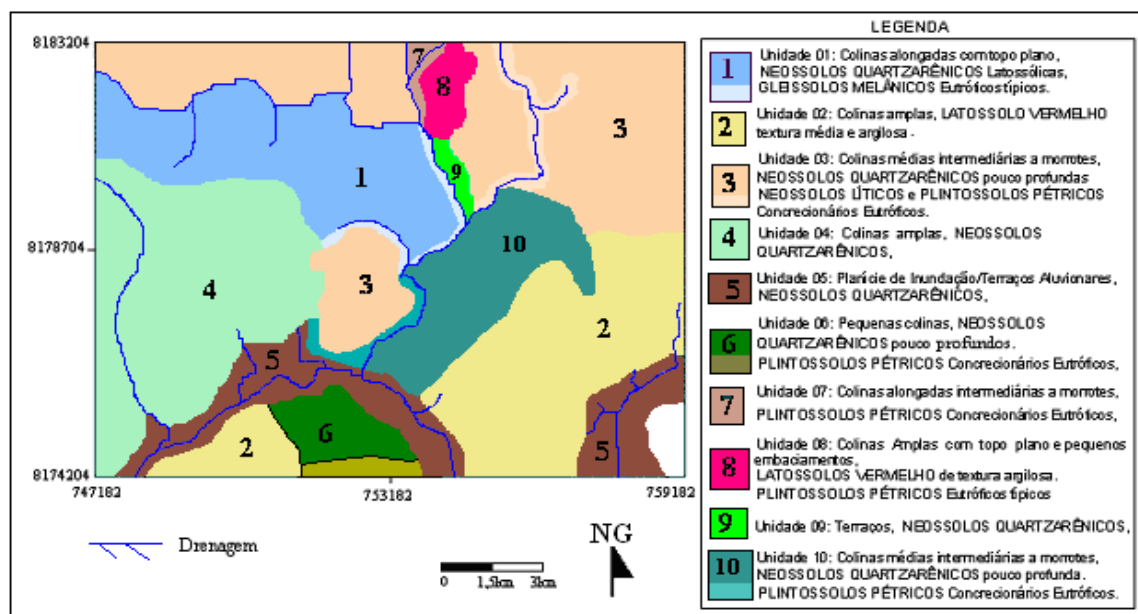 LEGENDA
8183204
8178704
8174204
747182
753182
759182
7
8
3
9
1
10
3
4
2
5
6
2
5
Drenagem
0 1,5km 3km
NG
1
Unidade 01: Colinas alongadas com topo plano,
NEOSSOLOS QUARTZARÊNICOS Latossólicas,
GLEISSOLOS MELÂNICOS Eutróficos típicos.
2
Unidade 02: Colinas amplas, LATOSSOLO VERMELHO
textura média e argilosa -
3
Unidade 03: Colinas médias intermediárias a morrotes,
NEOSSOLOS QUARTZARÊNICOS pouco profundas
NEOSSOLOS LÍTICOS e PLINTOSSOLOS PÉTRICOS
Concrecionários Eutróficos.
4
Unidade 04: Colinas amplas, NEOSSOLOS
QUARTZARÊNICOS,
5
Unidade 05: Planície de Inundação/Terraços Aluvionares,
NEOSSOLOS QUARTZARÊNICOS,
6
Unidade 06: Pequenas colinas, NEOSSOLOS
QUARTZARÊNICOS pouco profundos.
PLINTOSSOLOS PÉTRICOS Concrecionários Eutróficos,
7
Unidade 07: Colinas alongadas intermediárias a morrotes,
PLINTOSSOLOS PÉTRICOS Concrecionários Eutróficos,
8
Unidade 08: Colinas Amplas com topo plano e pequenos
embaciamentos,
LATOSSOLOS VERMELHO de textura argilosa.
PLINTOSSOLOS PÉTRICOS Eutróficos típicos
9
Unidade 09: Terraços, NEOSSOLOS QUARTZARÊNICOS,
10
Unidade 10: Colinas médias intermediárias a morrotes,
NEOSSOLOS QUARTZARÊNICOS pouco profunda.
PLINTOSSOLOS PÉTRICOS Concrecionários Eutróficos.